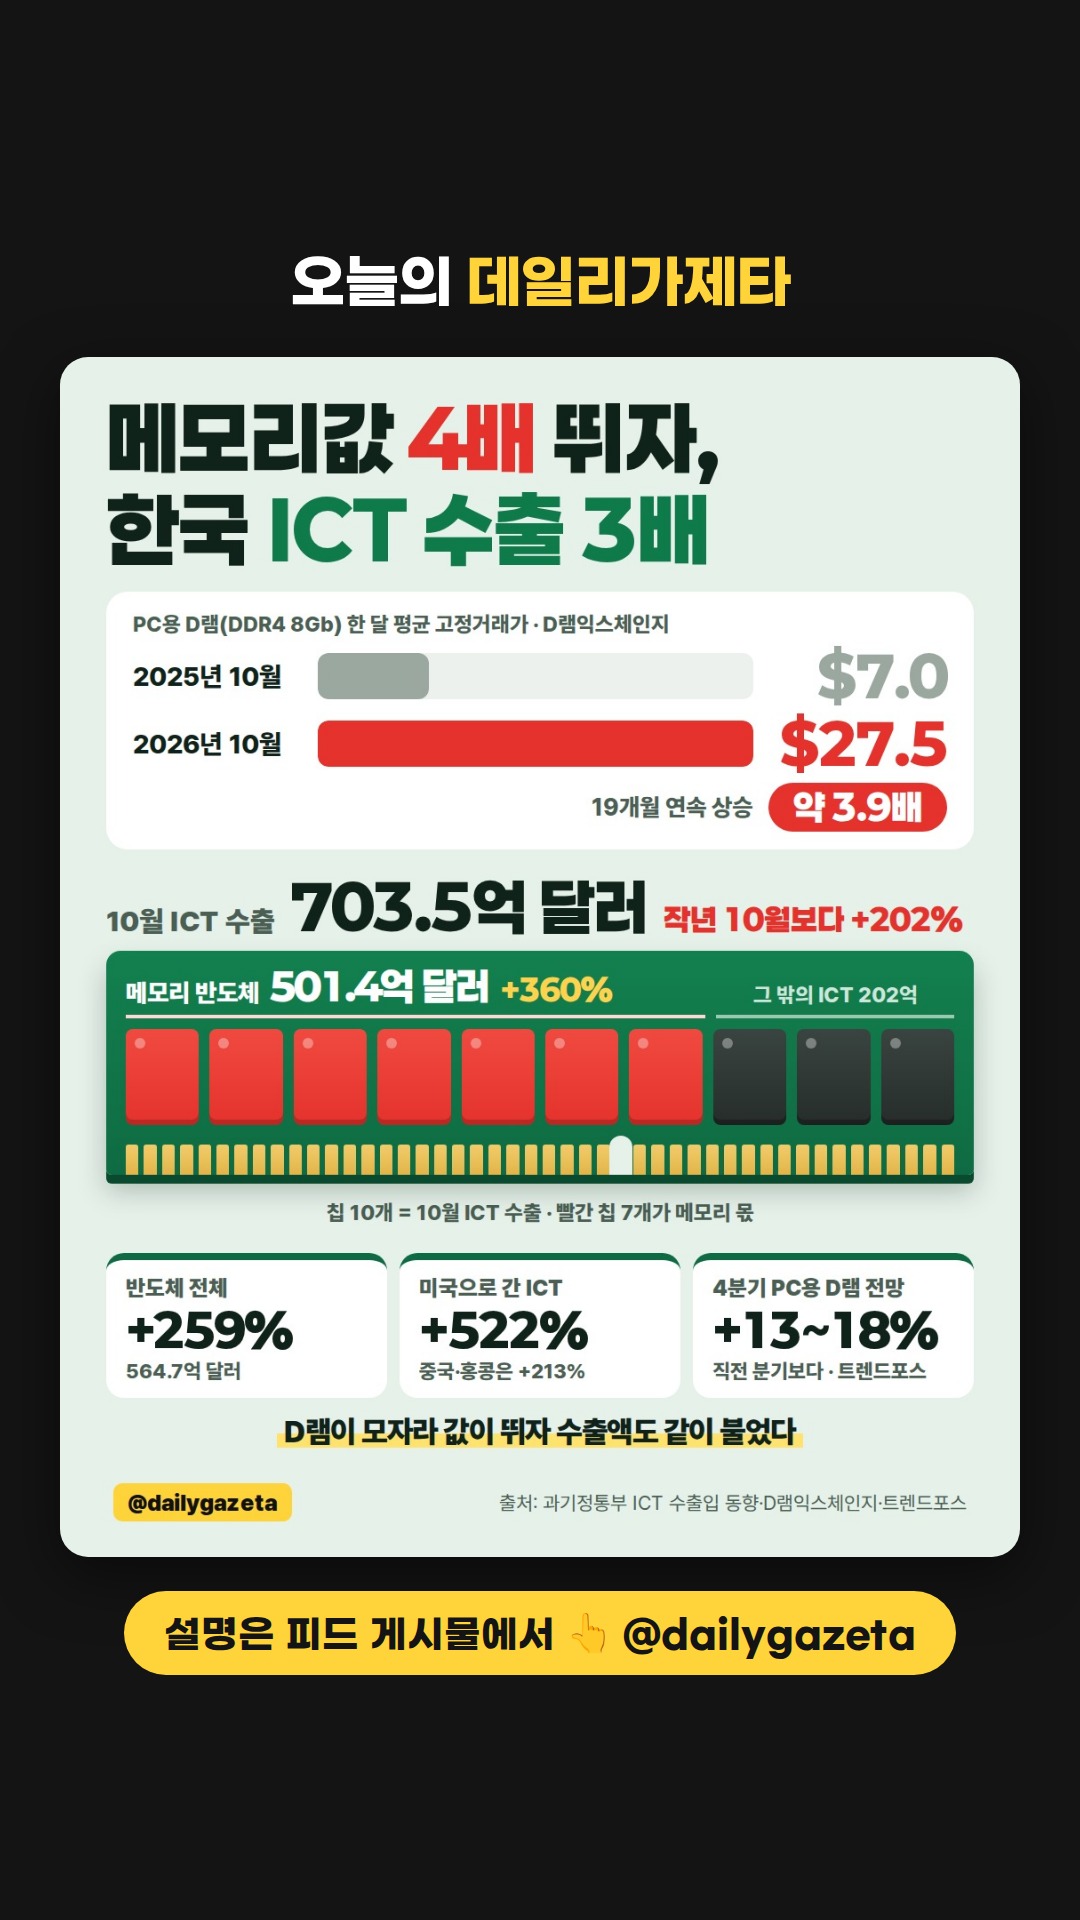 오늘의 데일리가제타
메모리값 4배 뛰자,
한국 ICT 수출 3배
PC용 D램(DDR4 8Gb) 한 달 평균 고정거래가 · D램익스체인지
2025년 10월 $7.0
2026년 10월 $27.5
19개월 연속 상승 약 3.9배
10월 ICT 수출 703.5억 달러 작년 10월보다 +202%
메모리 반도체 501.4억 달러 +360% 그 밖의 ICT 202억
칩 10개 = 10월 ICT 수출 · 빨간 칩 7개가 메모리 몫
반도체 전체
+259%
564.7억 달러
미국으로 간 ICT
+522%
중국·홍콩은 +213%
4분기 PC용 D램 전망
+13~18%
직전 분기보다 · 트렌드포스
D램이 모자라 값이 뛰자 수출액도 같이 불었다
@dailygazeta
출처: 과기정통부 ICT 수출입 동향·D램익스체인지·트렌드포스
설명은 피드 게시물에서 👆 @dailygazeta